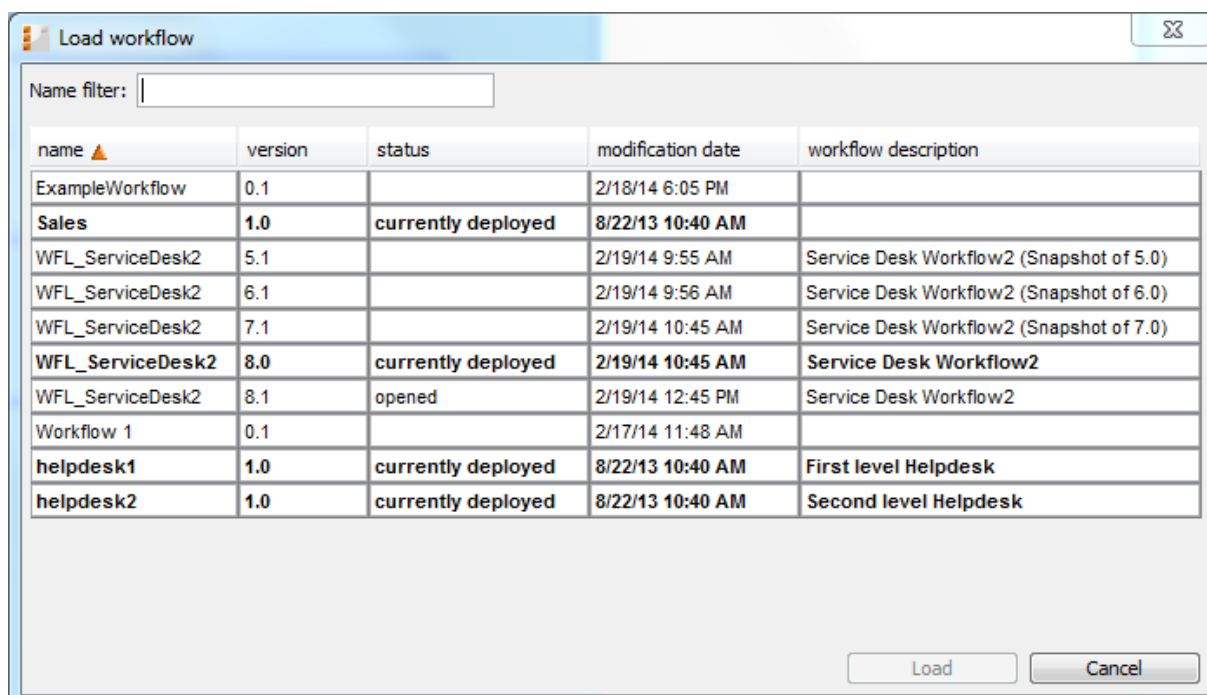 Load workflow
Name filter:
name version status modification date workflow description
ExampleWorkflow 0.1 2/18/14 6:05 PM
Sales 1.0 currently deployed 8/22/13 10:40 AM
WFL_ServiceDesk2 5.1 2/19/14 9:55 AM Service Desk Workflow2 (Snapshot of 5.0)
WFL_ServiceDesk2 6.1 2/19/14 9:56 AM Service Desk Workflow2 (Snapshot of 6.0)
WFL_ServiceDesk2 7.1 2/19/14 10:45 AM Service Desk Workflow2 (Snapshot of 7.0)
WFL_ServiceDesk2 8.0 currently deployed 2/19/14 10:45 AM Service Desk Workflow2
WFL_ServiceDesk2 8.1 opened 2/19/14 12:45 PM Service Desk Workflow2
Workflow 1 0.1 2/17/14 11:48 AM
helpdesk1 1.0 currently deployed 8/22/13 10:40 AM First level Helpdesk
helpdesk2 1.0 currently deployed 8/22/13 10:40 AM Second level Helpdesk
Load Cancel